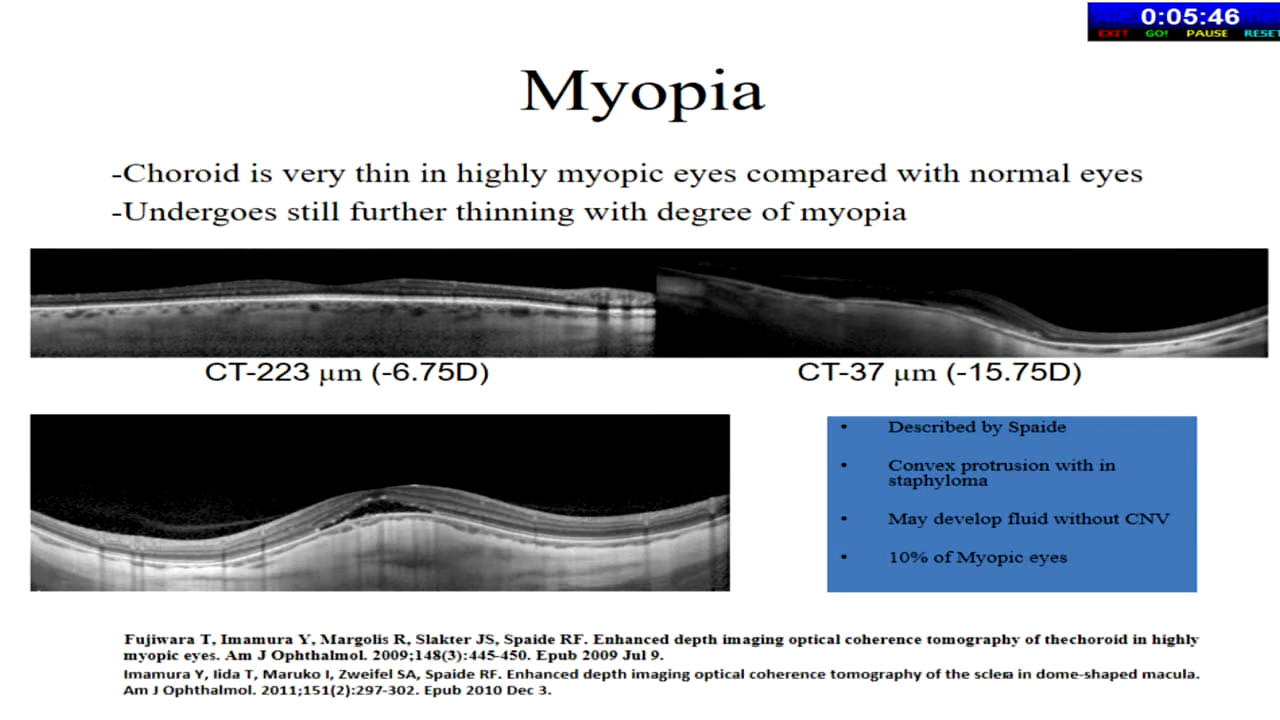 0:05:46
EXIT GO! PAUSE RESET
Myopia
-Choroid is very thin in highly myopic eyes compared with normal eyes
-Undergoes still further thinning with degree of myopia
CT-223 μm (-6.75D)
CT-37 μm (-15.75D)
• Described by Spaide
• Convex protrusion with in
staphyloma
• May develop fluid without CNV
• 10% of Myopic eyes
Fujiwara T, Imamura Y, Margolis R, Slakter JS, Spaide RF. Enhanced depth imaging optical coherence tomography of thechoroid in highly
myopic eyes. Am J Ophthalmol. 2009;148(3):445-450. Epub 2009 Jul 9.
Imamura Y, Iida T, Maruko I, Zweifel SA, Spaide RF. Enhanced depth imaging optical coherence tomography of the sclera in dome-shaped macula.
Am J Ophthalmol. 2011;151(2):297-302. Epub 2010 Dec 3.